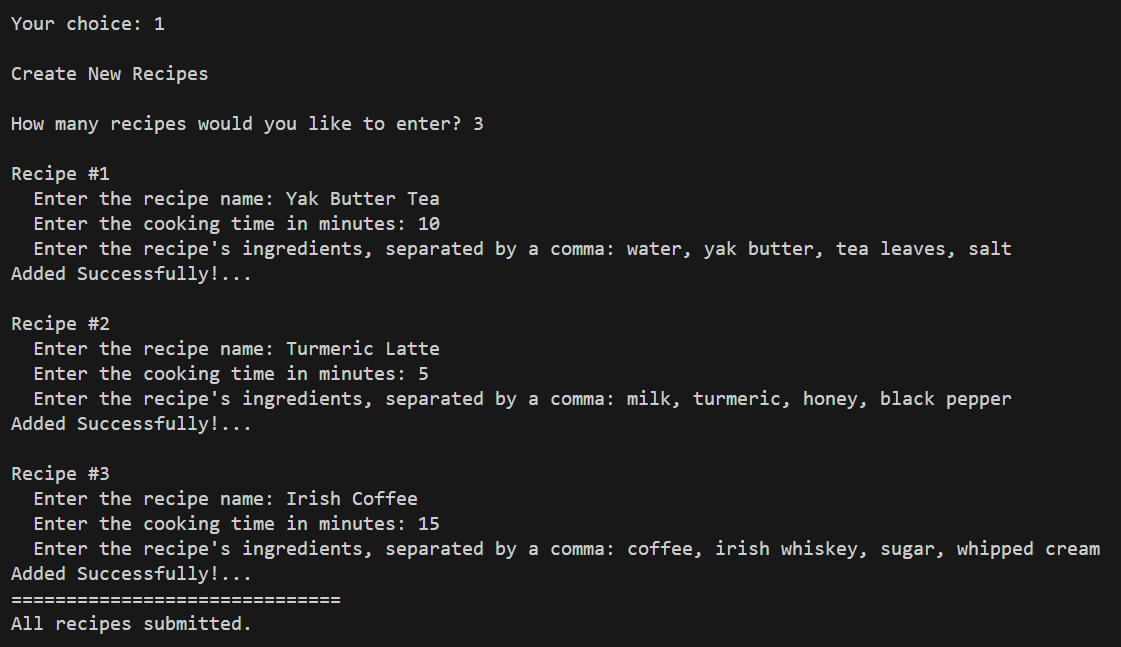 Your choice: 1
Create New Recipes
How many recipes would you like to enter? 3
Recipe #1
Enter the recipe name: Yak Butter Tea
Enter the cooking time in minutes: 10
Enter the recipe's ingredients, separated by a comma: water, yak butter, tea leaves, salt
Added Successfully!...
Recipe #2
Enter the recipe name: Turmeric Latte
Enter the cooking time in minutes: 5
Enter the recipe's ingredients, separated by a comma: milk, turmeric, honey, black pepper
Added Successfully!...
Recipe #3
Enter the recipe name: Irish Coffee
Enter the cooking time in minutes: 15
Enter the recipe's ingredients, separated by a comma: coffee, irish whiskey, sugar, whipped cream
Added Successfully!...
==============================
All recipes submitted.